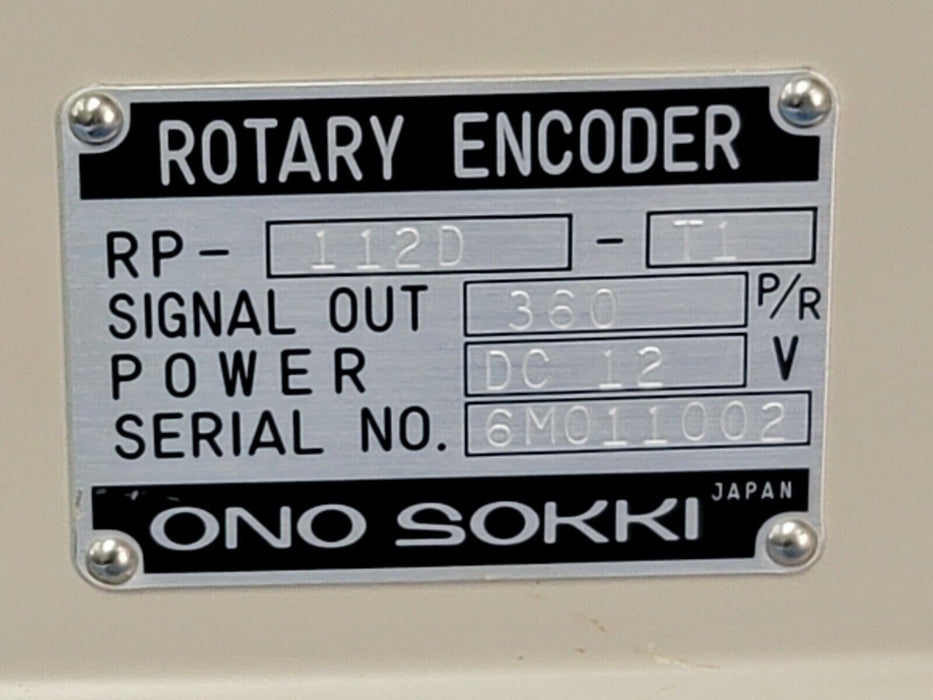 ROTARY ENCODER
RP- 112D - T1
SIGNAL OUT 360 P/R
POWER DC 12 V
SERIAL NO. 6M011002
ONO SOKKI JAPAN